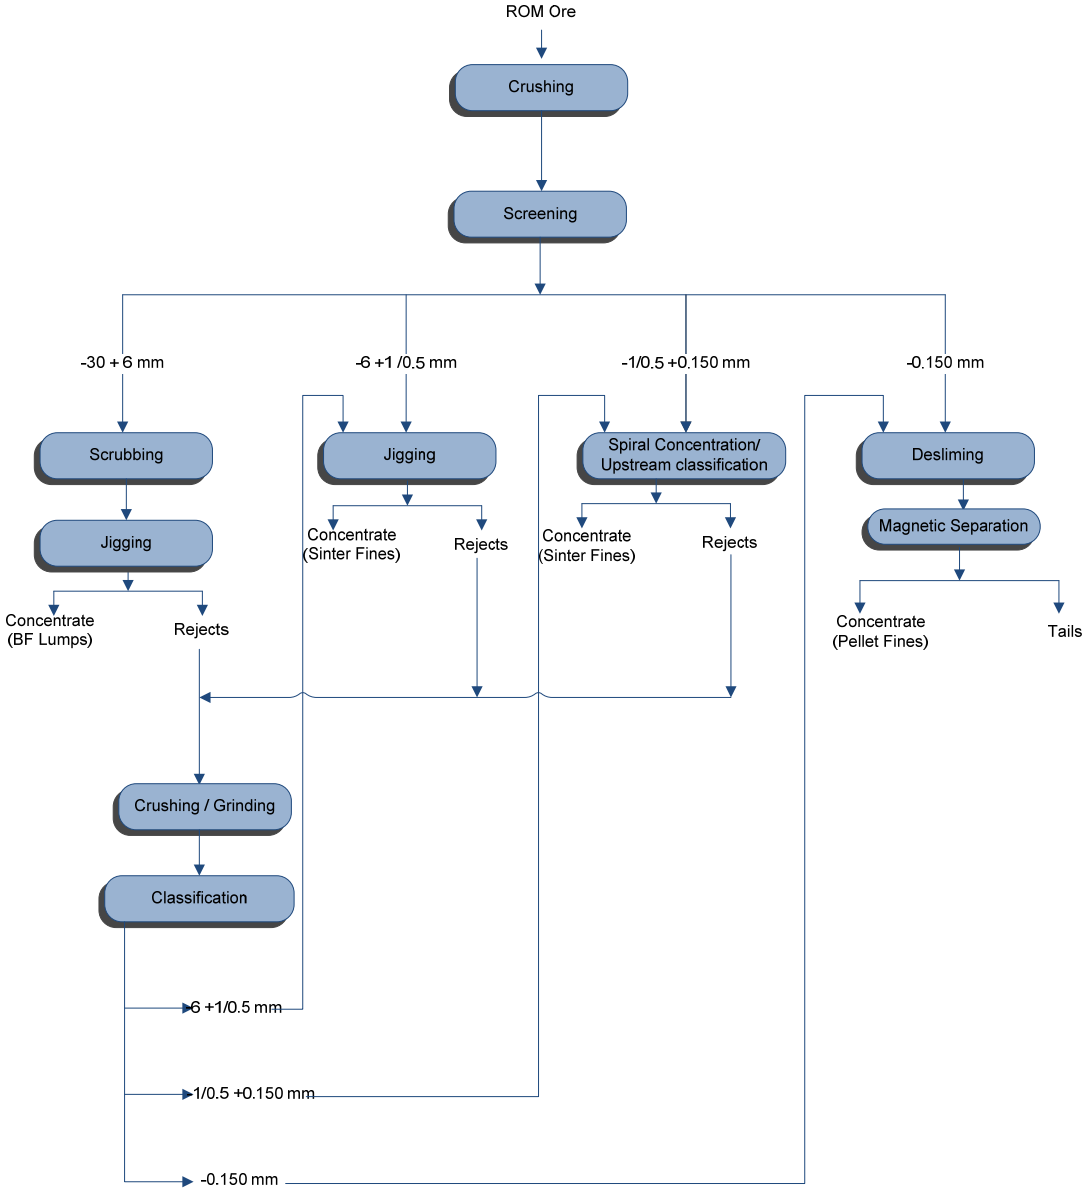 ROM Ore
Crushing
Screening
-30 + 6 mm
-6 +1 /0.5 mm
-1/0.5 +0.150 mm
-0.150 mm
Scrubbing
Jigging
Spiral Concentration/
Upstream classification
Desliming
Jigging
Magnetic Separation
Concentrate
(Sinter Fines)
Rejects
Concentrate
(Sinter Fines)
Rejects
Concentrate
(BF Lumps)
Rejects
Concentrate
(Pellet Fines)
Tails
Crushing / Grinding
Classification
-6 +1/0.5 mm
-1/0.5 +0.150 mm
-0.150 mm